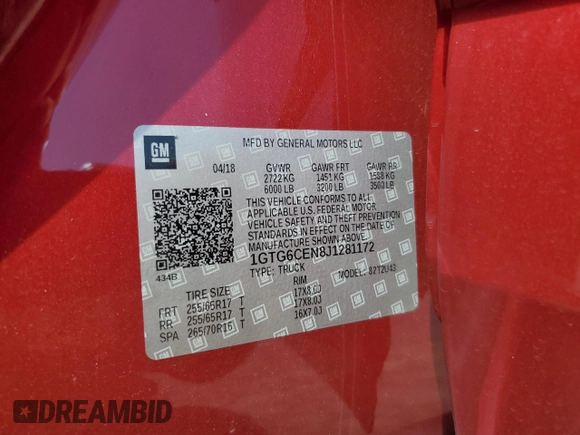 GM
MFD BY GENERAL MOTORS LLC
04/18 GVWR GAWR FRT GAWR RR
2722 KG 1451 KG 1588 KG
6000 LB 3200 LB 3500 LB
THIS VEHICLE CONFORMS TO ALL
APPLICABLE U.S. FEDERAL MOTOR
VEHICLE SAFETY AND THEFT PREVENTION
STANDARDS IN EFFECT ON THE DATE OF
MANUFACTURE SHOWN ABOVE.
1GTG6CEN8J1281172
TYPE: TRUCK MODEL: 82T2U43
434B
TIRE SIZE RIM
FRT 255/65R17 T 17X8.0J
RR 255/65R17 T 17X8.0J
SPA 265/70R16 T 16X7.0J
DREAMBID